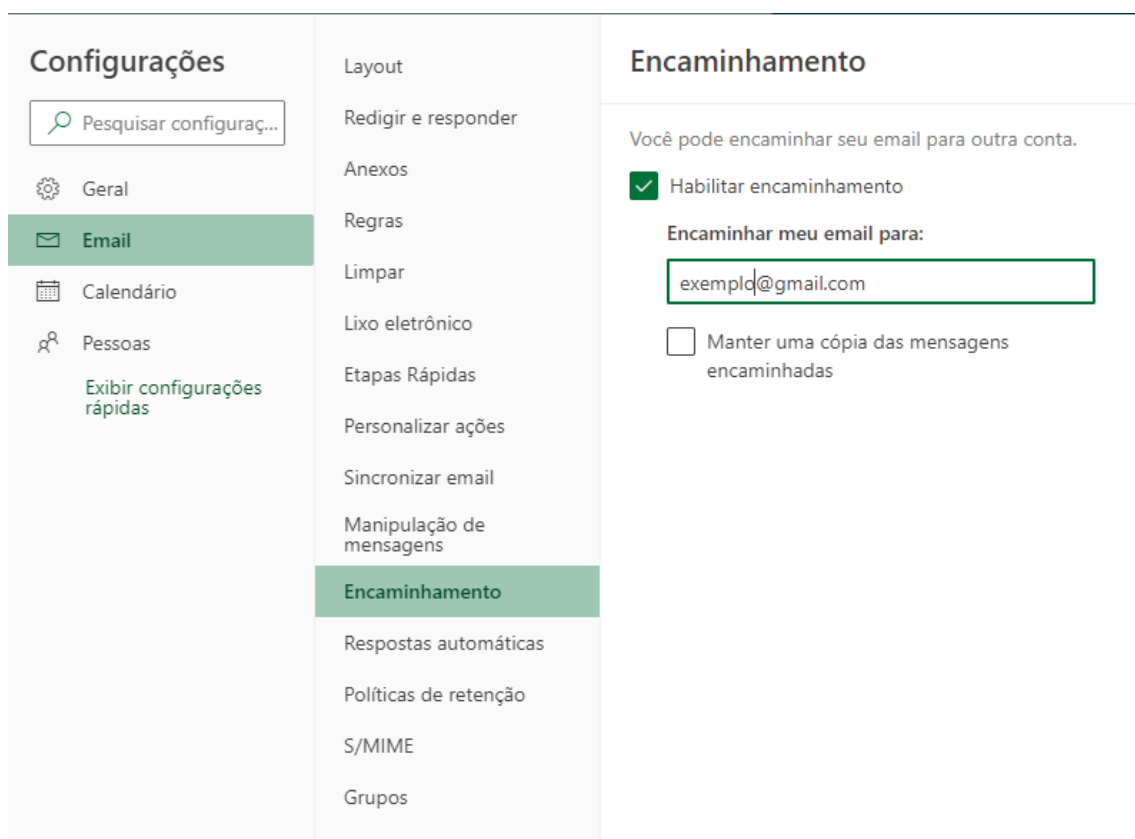 Configurações
Pesquisar configuraç...
Geral
Email
Calendário
Pessoas
Exibir configurações
rápidas
Layout
Redigir e responder
Anexos
Regras
Limpar
Lixo eletrônico
Etapas Rápidas
Personalizar ações
Sincronizar email
Manipulação de
mensagens
Encaminhamento
Respostas automáticas
Políticas de retenção
S/MIME
Grupos
Encaminhamento
Você pode encaminhar seu email para outra conta.
Habilitar encaminhamento
Encaminhar meu email para:
exemplo@gmail.com
Manter uma cópia das mensagens
encaminhadas